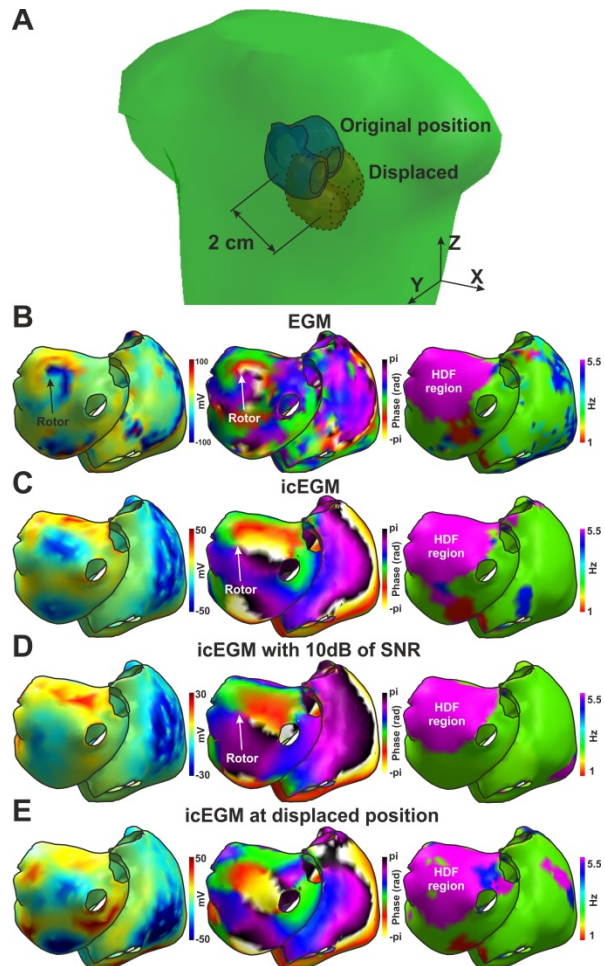 A
Original position
Displaced
2 cm
Z
Y
X
B
EGM
Rotor
100
mV
-100
Rotor
pi
Phase (rad)
-pi
HDF
region
5.5
Hz
1
C
icEGM
50
mV
-50
Rotor
pi
Phase (rad)
-pi
HDF
region
5.5
Hz
1
D
icEGM with 10dB of SNR
30
mV
-30
Rotor
pi
Phase (rad)
-pi
HDF
region
5.5
Hz
1
E
icEGM at displaced position
50
mV
-50
pi
Phase (rad)
-pi
HDF
region
5.5
Hz
1